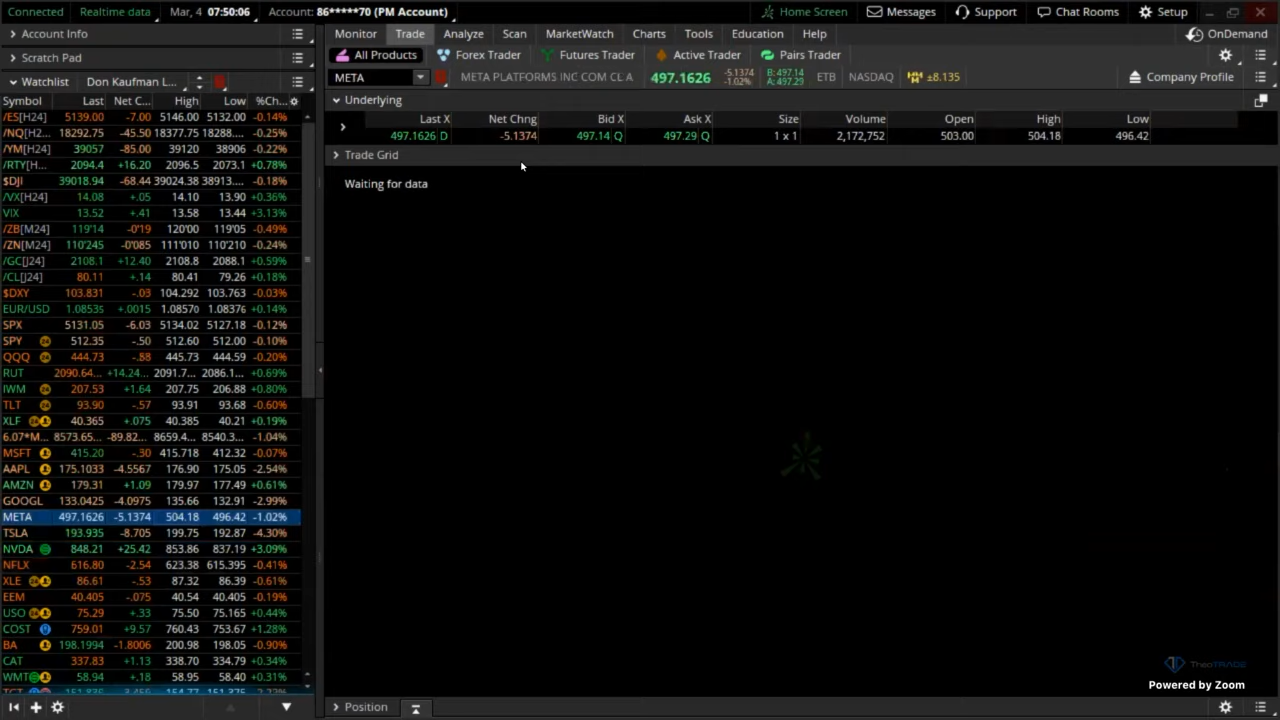 Connected Realtime data Mar, 4 07:50:06 Account: 86*****70 (PM Account) Home Screen Messages Support Chat Rooms Setup
Account Info
Scratch Pad
Watchlist Don Kaufman L...
Symbol Last Net C... High Low %Ch...
/ES[H24] 5139.00 -7.00 5146.00 5132.00 -0.14%
/NQ[H2... 18292.75 -45.50 18377.75 18288.... -0.25%
/YM[H24] 39057 -85.00 39120 38906 -0.22%
/RTY[H... 2094.4 +16.20 2096.5 2073.1 +0.78%
$DJI 39018.94 -68.44 39024.38 38913.... -0.18%
/VX[H24] 14.08 +.05 14.10 13.90 +0.36%
VIX 13.52 +.41 13.58 13.44 +3.13%
/ZB[M24] 119'14 -0'19 120'00 119'05 -0.49%
/ZN[M24] 110'245 -0'085 111'010 110'210 -0.24%
/GC[J24] 2108.1 +12.40 2108.8 2088.1 +0.59%
/CL[J24] 80.11 +.14 80.41 79.26 +0.18%
$DXY 103.831 -.03 104.292 103.763 -0.03%
EUR/USD 1.08535 +.0015 1.08570 1.08376 +0.14%
SPX 5131.05 -6.03 5134.02 5127.18 -0.12%
SPY 512.35 -.50 512.60 512.00 -0.10%
QQQ 444.73 -.88 445.73 444.59 -0.20%
RUT 2090.64... +14.24... 2091.7... 2086.1... +0.69%
IWM 207.53 +1.64 207.75 206.88 +0.80%
TLT 93.90 -.57 93.91 93.68 -0.60%
XLF 40.365 +.075 40.385 40.21 +0.19%
6.07*M... 8573.65... -89.82... 8659.4... 8540.3... -1.04%
MSFT 415.20 -.30 415.718 412.32 -0.07%
AAPL 175.1033 -4.5567 176.90 175.05 -2.54%
AMZN 179.31 +1.09 179.97 177.49 +0.61%
GOOGL 133.0425 -4.0975 135.66 132.91 -2.99%
META 497.1626 -5.1374 504.18 496.42 -1.02%
TSLA 193.935 -8.705 199.75 192.87 -4.30%
NVDA 848.21 +25.42 853.86 837.19 +3.09%
NFLX 616.80 -2.54 623.38 615.395 -0.41%
XLE 86.61 -.53 87.32 86.39 -0.61%
EEM 40.405 -.075 40.54 40.405 -0.19%
USO 75.29 +.33 75.50 75.165 +0.44%
COST 759.01 +9.57 760.43 753.67 +1.28%
BA 198.1994 -1.8006 200.98 198.05 -0.90%
CAT 337.83 +1.13 338.70 334.79 +0.34%
WMT 58.94 +.18 58.95 58.40 +0.31%
Monitor Trade Analyze Scan MarketWatch Charts Tools Education Help OnDemand
All Products Forex Trader Futures Trader Active Trader Pairs Trader
META META PLATFORMS INC COM CL A 497.1626 -5.1374 -1.02% B: 497.14 A: 497.29 ETB NASDAQ ±8.135 Company Profile
Underlying
Last X Net Chng Bid X Ask X Size Volume Open High Low
497.1626 D -5.1374 497.14 Q 497.29 Q 1 x 1 2,172,752 503.00 504.18 496.42
Trade Grid
Waiting for data
TheoTRADE
Powered by Zoom
Position